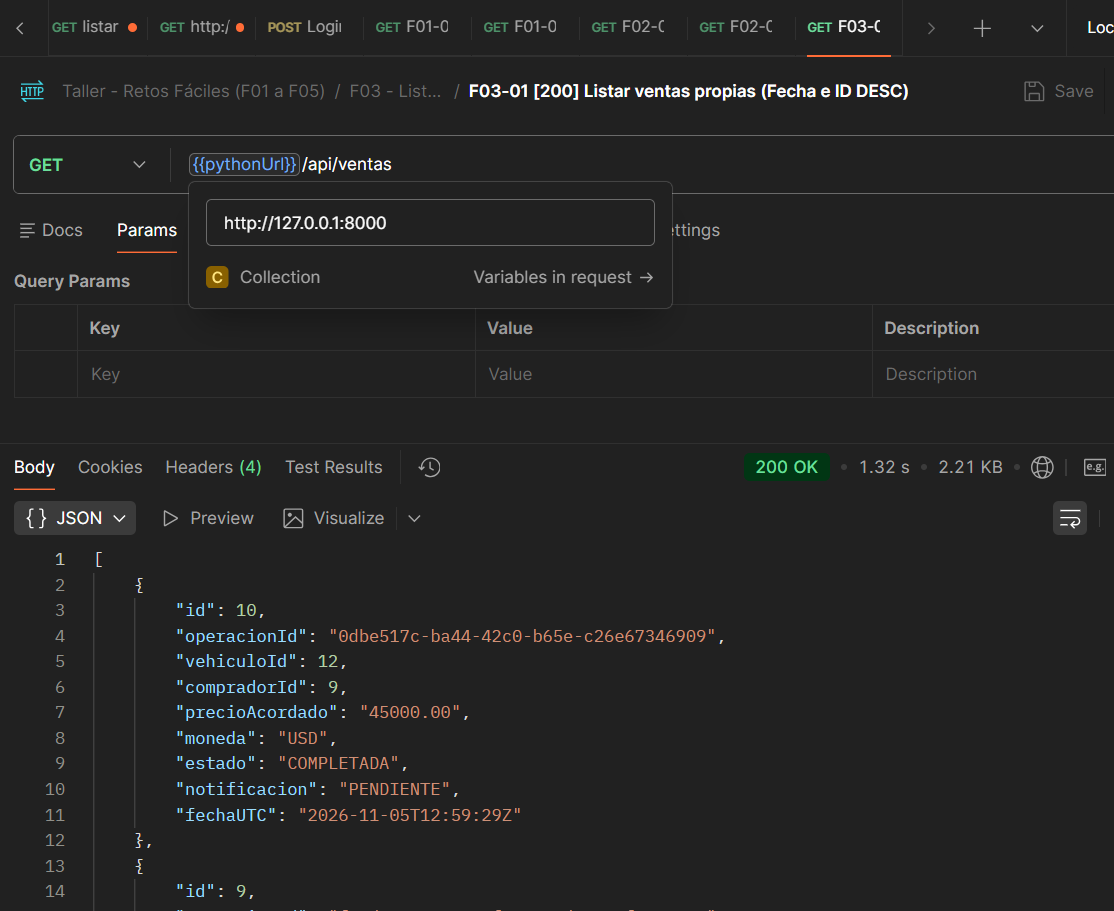 GET listar GET http:/ POST Login GET F01-0 GET F01-0 GET F02-0 GET F02-0 GET F03-0 Loc
HTTP Taller - Retos Fáciles (F01 a F05) / F03 - List... / F03-01 [200] Listar ventas propias (Fecha e ID DESC) Save
GET {{pythonUrl}}/api/ventas
http://127.0.0.1:8000
Docs Params ettings
C Collection Variables in request →
Query Params
Key Value Description
Key Value Description
Body Cookies Headers (4) Test Results 200 OK • 1.32 s • 2.21 KB • e.g.
{ } JSON Preview Visualize
1 [
2 {
3 "id": 10,
4 "operacionId": "0dbe517c-ba44-42c0-b65e-c26e67346909",
5 "vehiculoId": 12,
6 "compradorId": 9,
7 "precioAcordado": "45000.00",
8 "moneda": "USD",
9 "estado": "COMPLETADA",
10 "notificacion": "PENDIENTE",
11 "fechaUTC": "2026-11-05T12:59:29Z"
12 },
13 {
14 "id": 9,